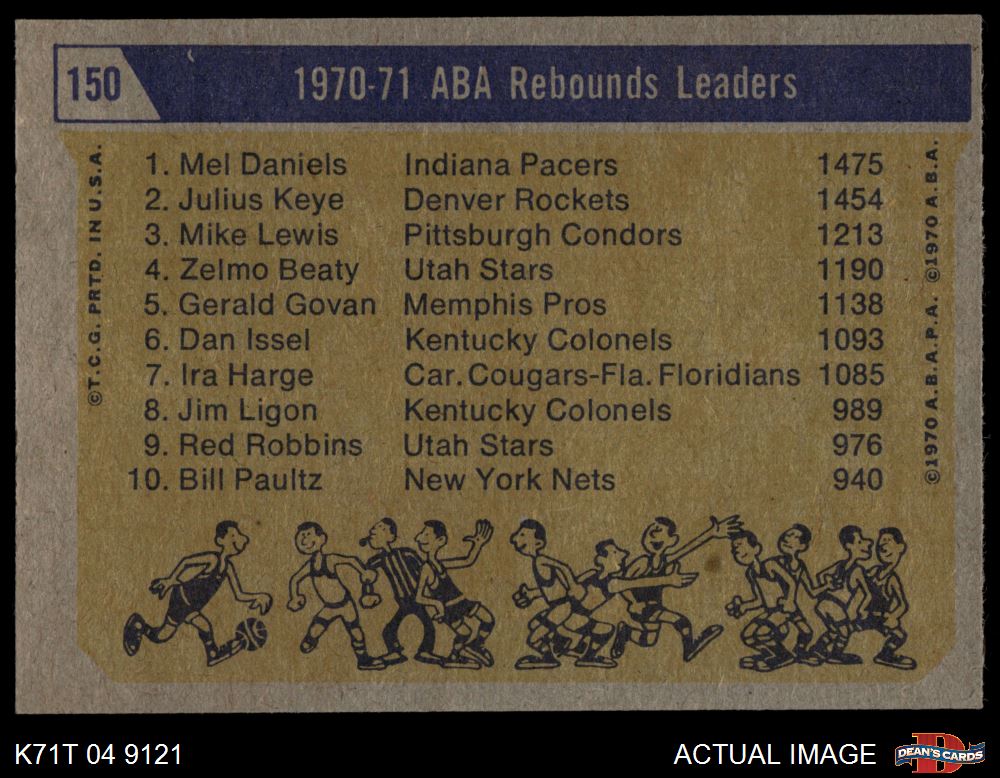 150
1970-71 ABA Rebounds Leaders
1. Mel Daniels Indiana Pacers 1475
2. Julius Keye Denver Rockets 1454
3. Mike Lewis Pittsburgh Condors 1213
4. Zelmo Beaty Utah Stars 1190
5. Gerald Govan Memphis Pros 1138
6. Dan Issel Kentucky Colonels 1093
7. Ira Harge Car. Cougars-Fla. Floridians 1085
8. Jim Ligon Kentucky Colonels 989
9. Red Robbins Utah Stars 976
10. Bill Paultz New York Nets 940
©T.C.G. PRTD. IN U.S.A.
©1970 A.B.A.P.A. ©1970 A.B.A.
K71T 04 9121
ACTUAL IMAGE
DEAN'S CARDS